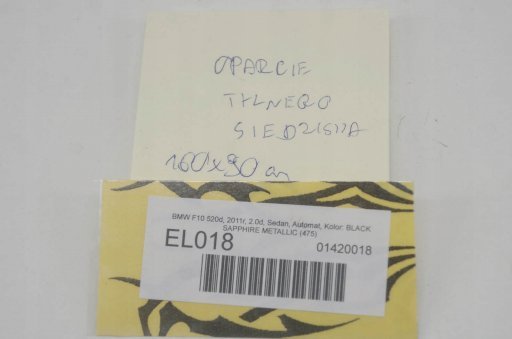 OPARCIE
TYLNEGO
SIEDZISKA
100x90 cm
BMW F10 520d, 2011r, 2.0d, Sedan, Automat, Kolor: BLACK
SAPPHIRE METALLIC (475)
EL018
01420018